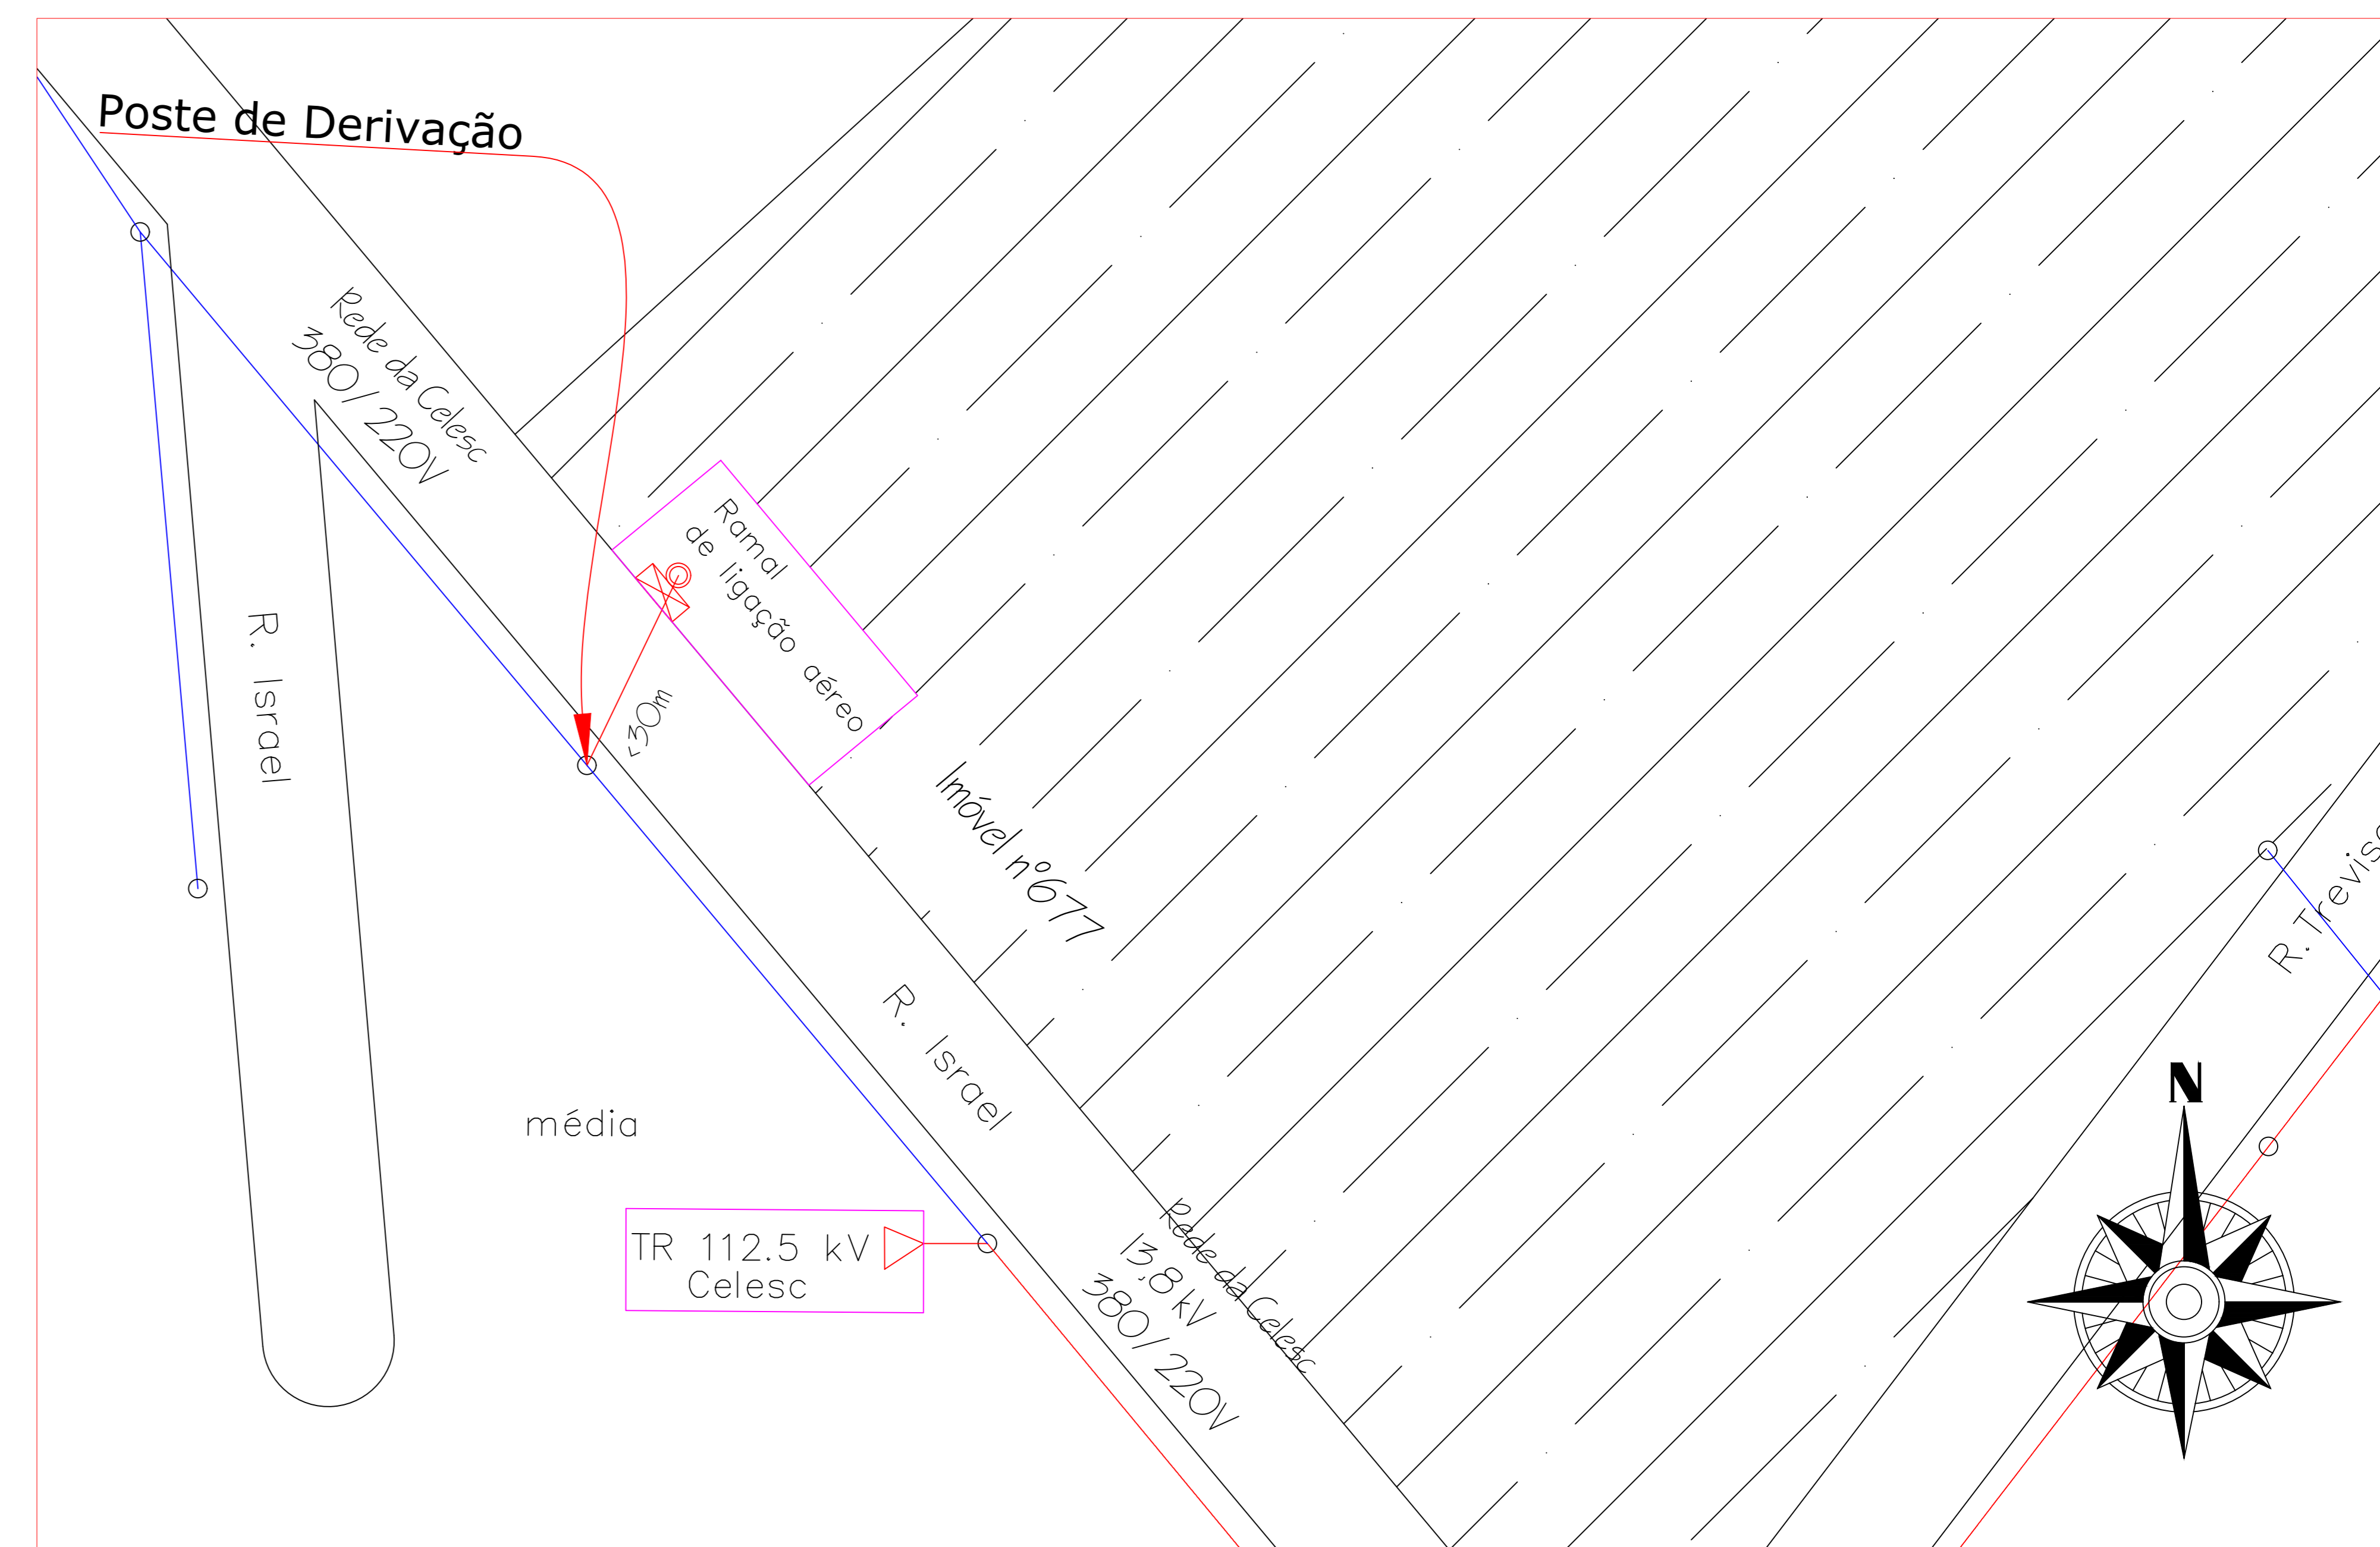 Poste de Derivação
Rede da Celesc
380/220V
Ramal
de ligação aéreo
R. Israel
<30m
Imóvel nº677
R. Israel
média
TR 112.5 kV
Celesc
Rede da Celesc
13,8 kV
380/220V
N